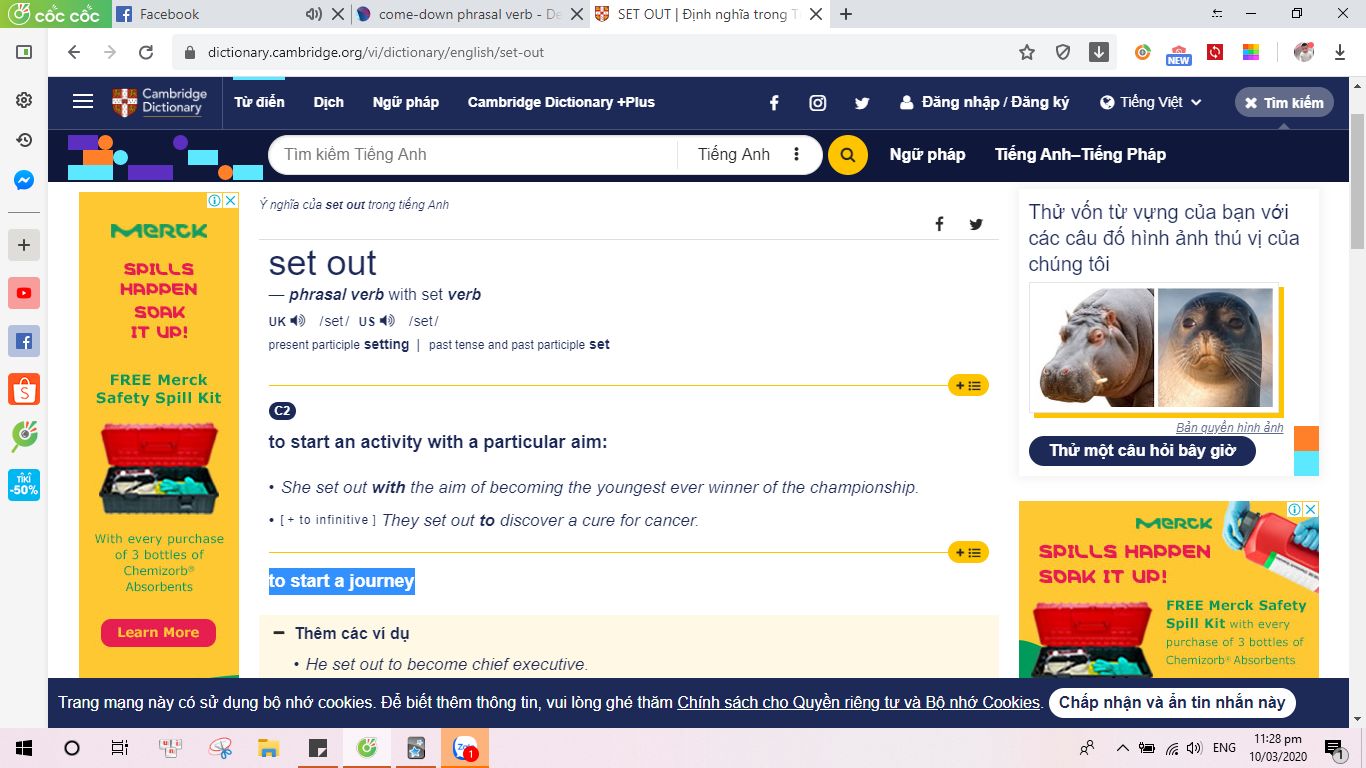 cốc cốc
Facebook
come-down phrasal verb - De
SET OUT | Định nghĩa trong T
dictionary.cambridge.org/vi/dictionary/english/set-out
NEW
Cambridge
Dictionary
Từ điển
Dịch
Ngữ pháp
Cambridge Dictionary +Plus
Đăng nhập / Đăng ký
Tiếng Việt
Tìm kiếm
Tìm kiếm Tiếng Anh
Tiếng Anh
Ngữ pháp
Tiếng Anh–Tiếng Pháp
MERCK
SPILLS
HAPPEN
SOAK
IT UP!
FREE Merck
Safety Spill Kit
With every purchase
of 3 bottles of
Chemizorb®
Absorbents
Learn More
TIKI
-50%
Ý nghĩa của set out trong tiếng Anh
set out
— phrasal verb with set verb
UK /set/ US /set/
present participle setting | past tense and past participle set
C2
to start an activity with a particular aim:
• She set out with the aim of becoming the youngest ever winner of the championship.
• [ + to infinitive ] They set out to discover a cure for cancer.
to start a journey
Thêm các ví dụ
• He set out to become chief executive.
Thử vốn từ vựng của bạn với
các câu đố hình ảnh thú vị của
chúng tôi
Bản quyền hình ảnh
Thử một câu hỏi bây giờ
MERCK
SPILLS HAPPEN
SOAK IT UP!
FREE Merck Safety
Spill Kit with every
purchase of 3 bottles of
Chemizorb® Absorbents
Trang mạng này có sử dụng bộ nhớ cookies. Để biết thêm thông tin, vui lòng ghé thăm Chính sách cho Quyền riêng tư và Bộ nhớ Cookies.
Chấp nhận và ẩn tin nhắn này
1
ENG
11:28 pm
10/03/2020
1